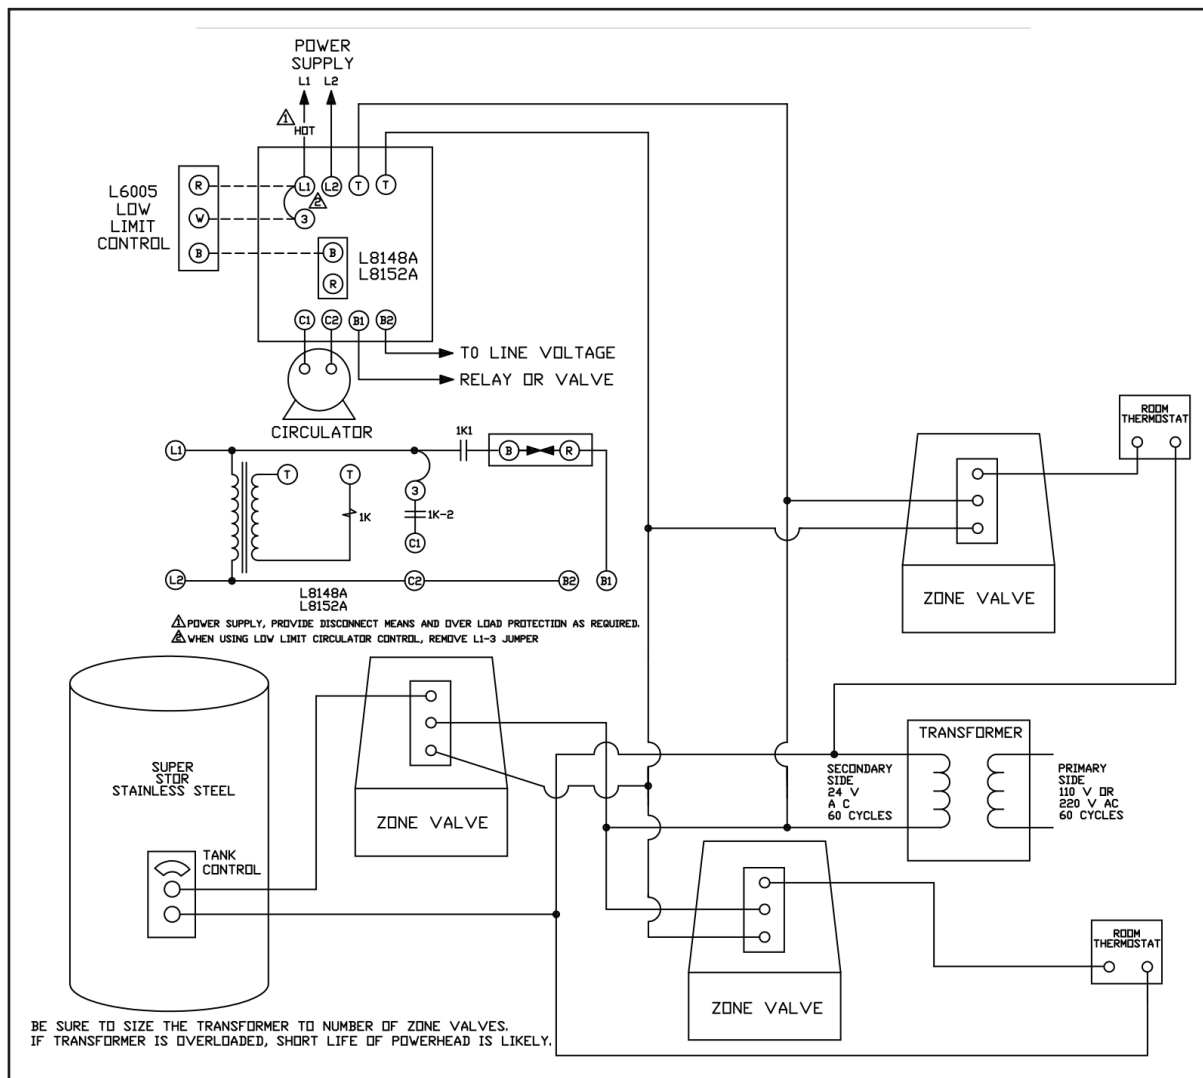 POWER
SUPPLY
L1 L2
1
HOT
L6005
LOW
LIMIT
CONTROL
R
W
B
L1 L2 T T
2
3
B
R
L8148A
L8152A
C1 C2 B1 B2
TO LINE VOLTAGE
RELAY OR VALVE
CIRCULATOR
L1
1K1
B R
T T
3
1K
1K-2
C1
L2
C2
B2 B1
L8148A
L8152A
1 POWER SUPPLY, PROVIDE DISCONNECT MEANS AND OVER LOAD PROTECTION AS REQUIRED.
2 WHEN USING LOW LIMIT CIRCULATOR CONTROL, REMOVE L1-3 JUMPER
ROOM
THERMOSTAT
ZONE VALVE
SUPER
STOR
STAINLESS STEEL
TANK
CONTROL
ZONE VALVE
TRANSFORMER
SECONDARY
SIDE
24 V
A C
60 CYCLES
PRIMARY
SIDE
110 V OR
220 V AC
60 CYCLES
ZONE VALVE
ROOM
THERMOSTAT
BE SURE TO SIZE THE TRANSFORMER TO NUMBER OF ZONE VALVES.
IF TRANSFORMER IS OVERLOADED, SHORT LIFE OF POWERHEAD IS LIKELY.